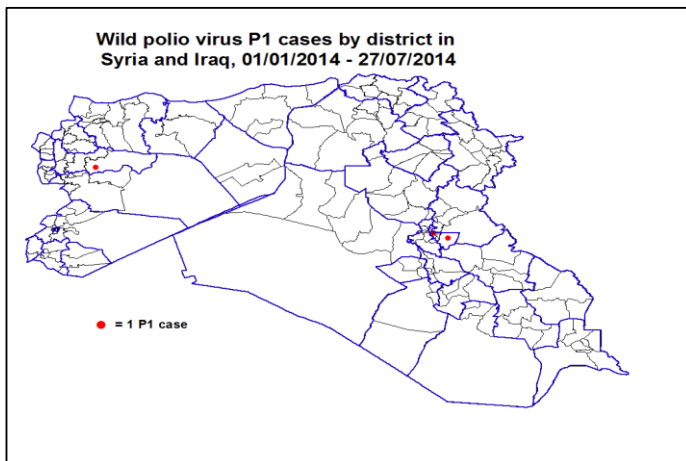 Wild polio virus P1 cases by district in
Syria and Iraq, 01/01/2014 - 27/07/2014
= 1 P1 case